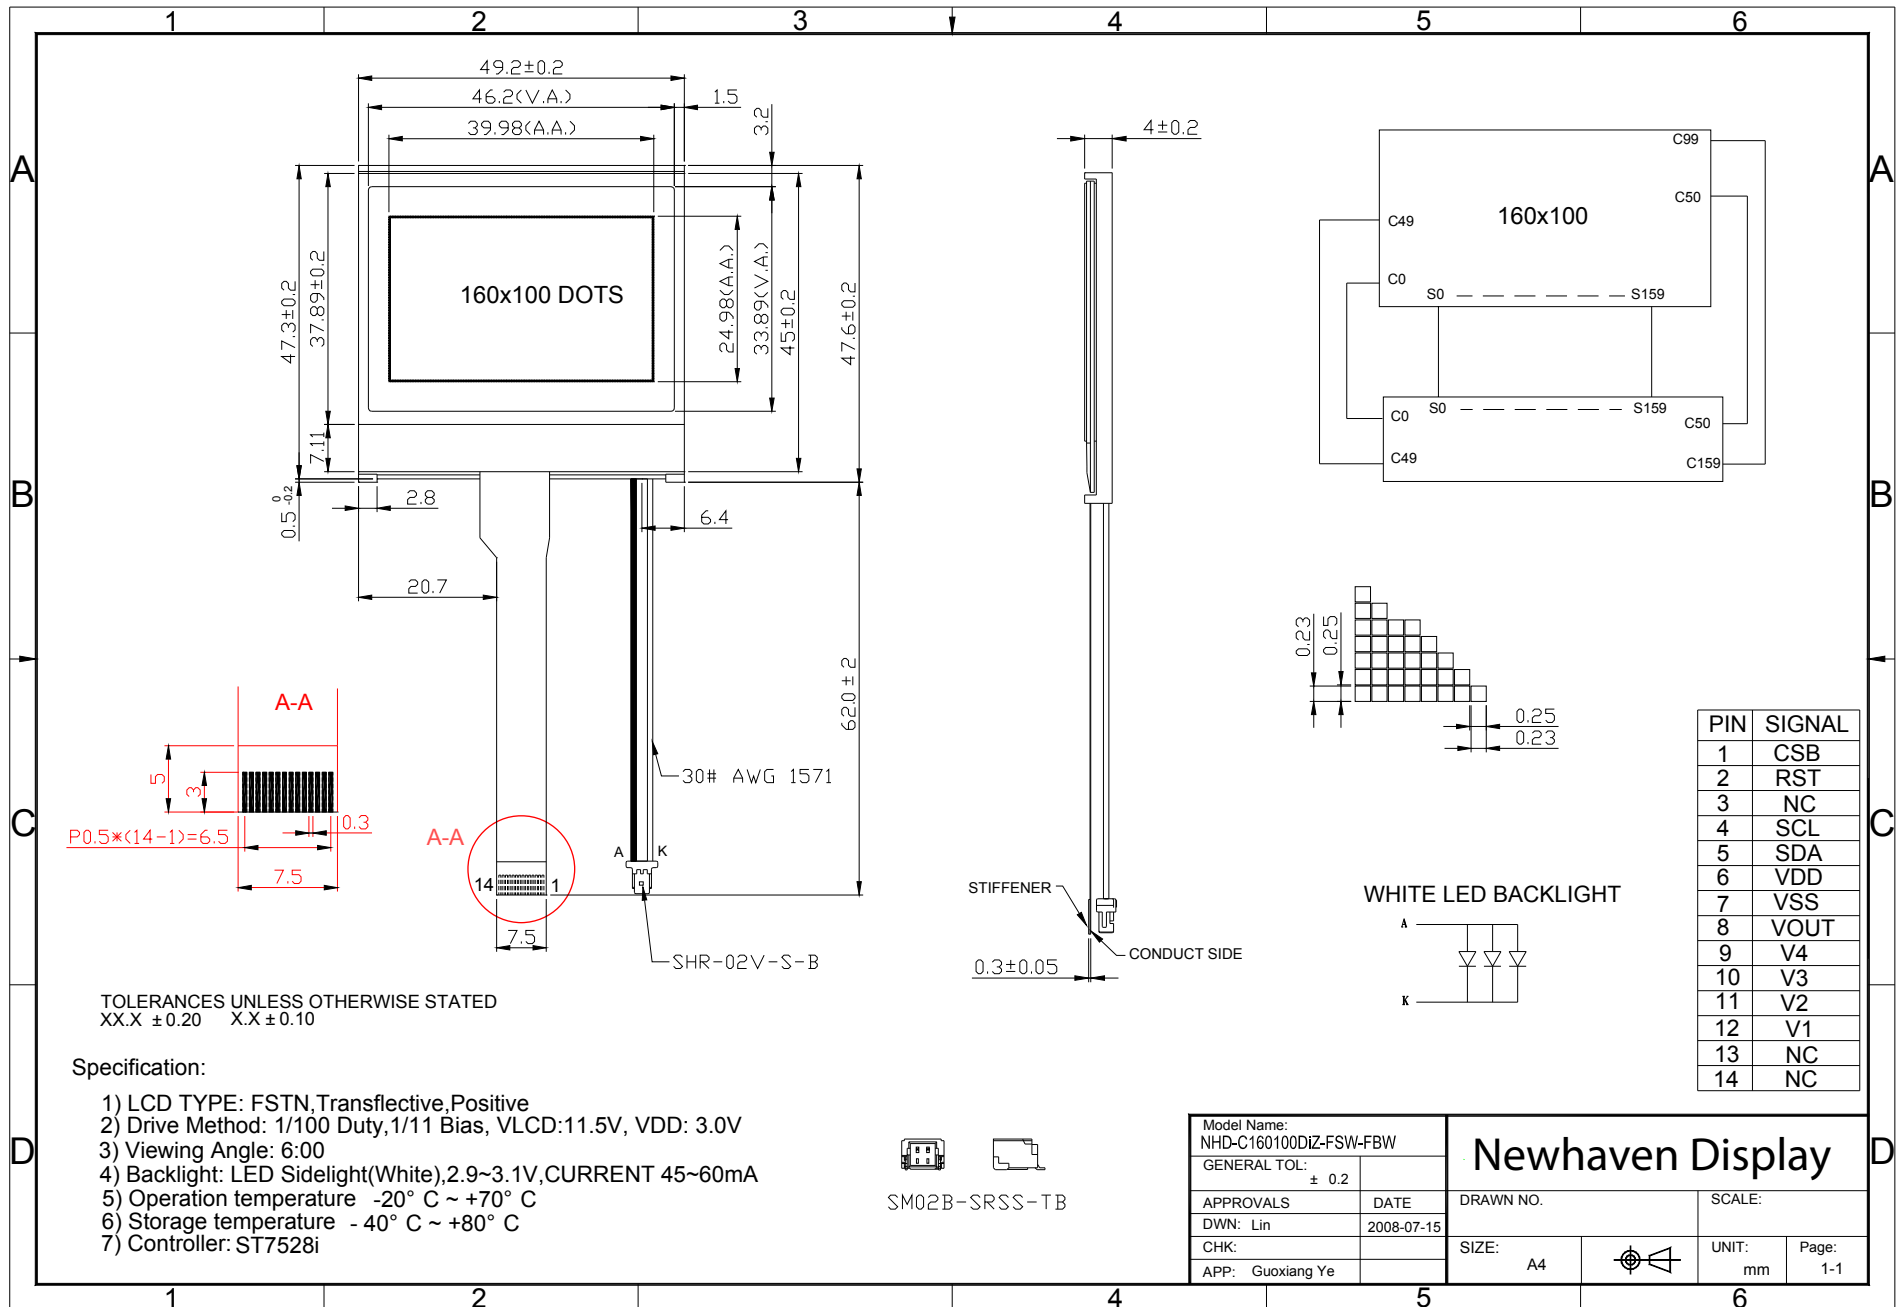 1 2 3 4 5 6
A A
B B
C C
D D
49.2±0.2
46.2(V.A.)
1.5
39.98(A.A.)
3.2
47.3±0.2
37.89±0.2
160x100 DOTS
24.98(A.A.)
33.89(V.A.)
45±0.2
47.6±0.2
7.11
0.5 0 -0.2
2.8
6.4
20.7
62.0±2
30# AWG 1571
A-A
5
3
0.3
P0.5*(14-1)=6.5
7.5
A-A
14 1
7.5
A K
SHR-02V-S-B
4±0.2
STIFFENER
CONDUCT SIDE
0.3±0.05
C99
C50
160x100
C49
C0
S0 S159
S0 S159
C0
C50
C49
C159
0.23
0.25
0.25
0.23
WHITE LED BACKLIGHT
A
K
PIN SIGNAL
1 CSB
2 RST
3 NC
4 SCL
5 SDA
6 VDD
7 VSS
8 VOUT
9 V4
10 V3
11 V2
12 V1
13 NC
14 NC
TOLERANCES UNLESS OTHERWISE STATED
XX.X ±0.20 X.X ±0.10
Specification:
1) LCD TYPE: FSTN,Transflective,Positive
2) Drive Method: 1/100 Duty,1/11 Bias, VLCD:11.5V, VDD: 3.0V
3) Viewing Angle: 6:00
4) Backlight: LED Sidelight(White),2.9~3.1V,CURRENT 45~60mA
5) Operation temperature -20° C ~ +70° C
6) Storage temperature - 40° C ~ +80° C
7) Controller: ST7528i
SM02B-SRSS-TB
Model Name:
NHD-C160100DiZ-FSW-FBW
GENERAL TOL:
± 0.2
APPROVALS DATE
DWN: Lin 2008-07-15
CHK:
APP: Guoxiang Ye
Newhaven Display
DRAWN NO. SCALE:
SIZE: A4
UNIT: mm
Page: 1-1
1 2 4 5 6